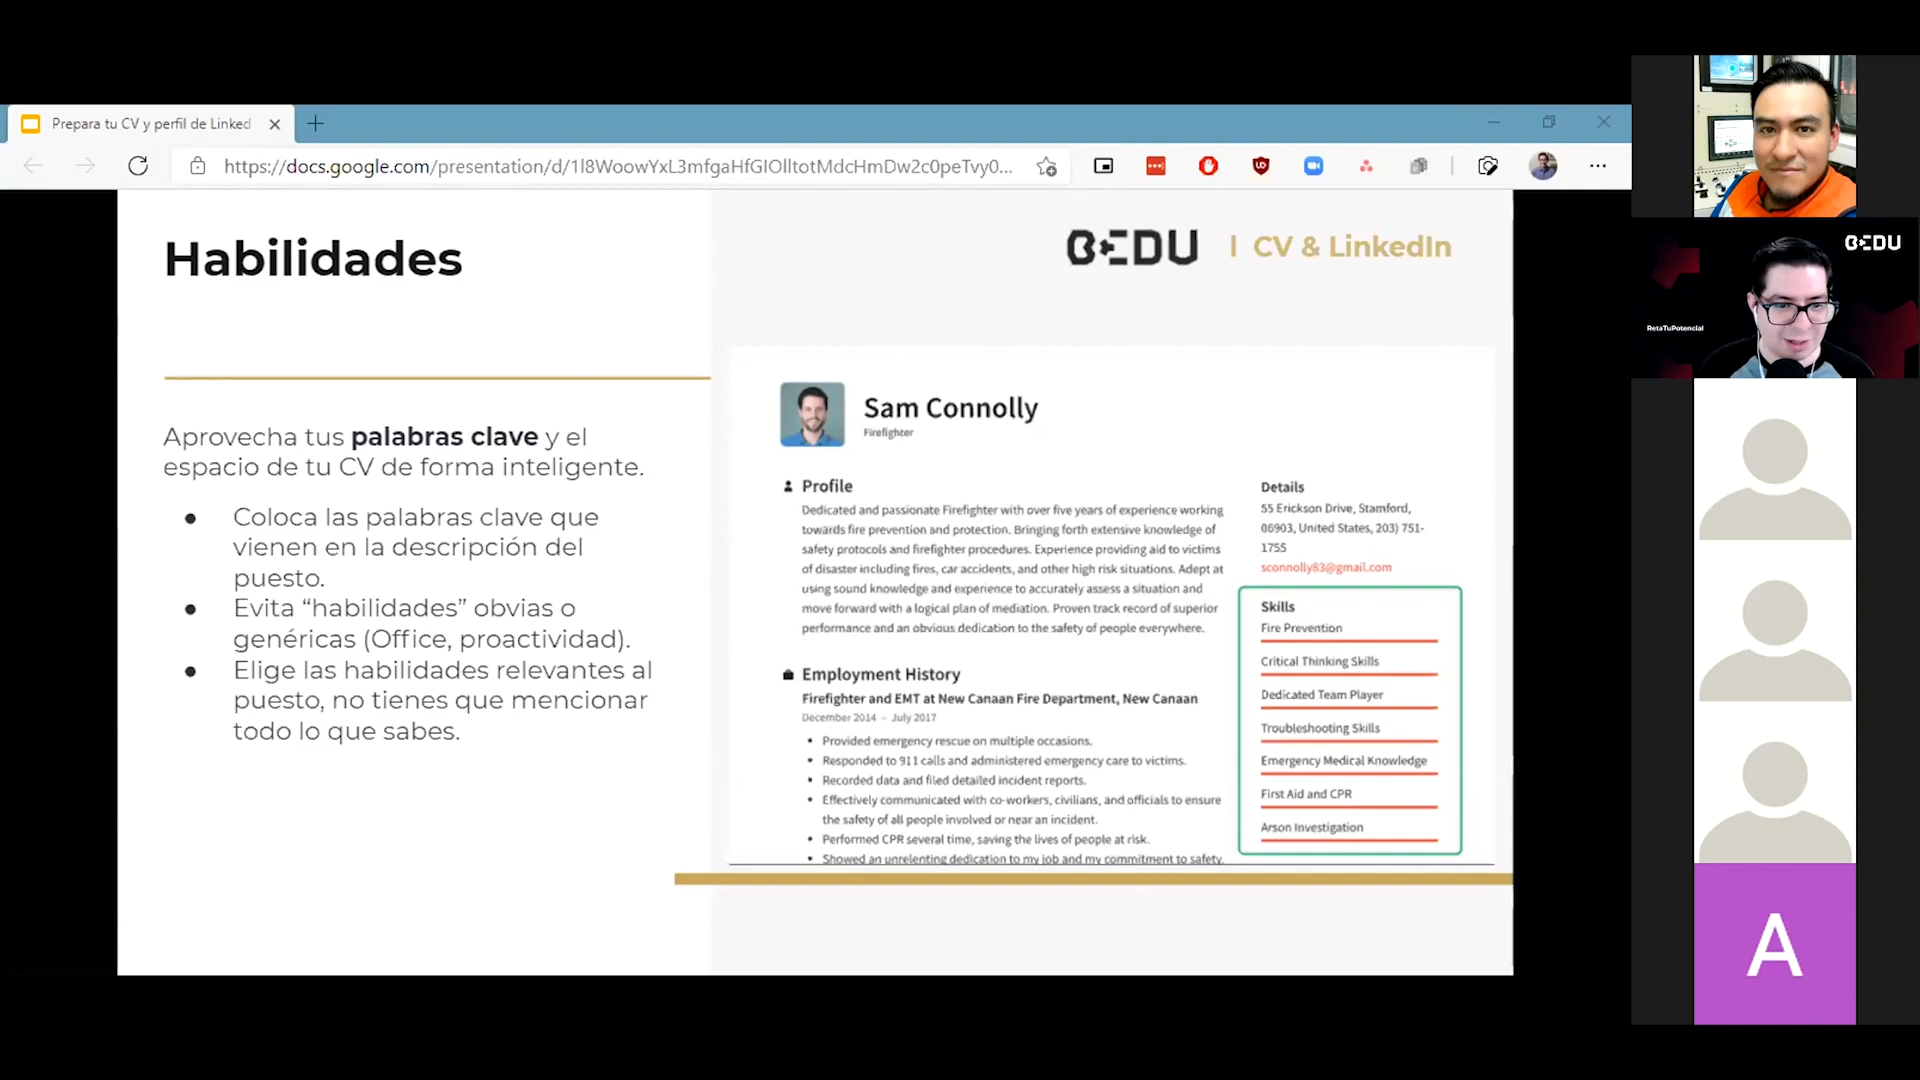 Prepara tu CV y perfil de Linked
https://docs.google.com/presentation/d/1l8WoowYxL3mfgaHfGIOlltotMdcHmDw2c0peTvy0...
Habilidades
BEDU | CV & LinkedIn
Aprovecha tus palabras clave y el
espacio de tu CV de forma inteligente.
● Coloca las palabras clave que
vienen en la descripción del
puesto.
● Evita “habilidades” obvias o
genéricas (Office, proactividad).
● Elige las habilidades relevantes al
puesto, no tienes que mencionar
todo lo que sabes.
Sam Connolly
Firefighter
Profile
Dedicated and passionate Firefighter with over five years of experience working
towards fire prevention and protection. Bringing forth extensive knowledge of
safety protocols and firefighter procedures. Experience providing aid to victims
of disaster including fires, car accidents, and other high risk situations. Adept at
using sound knowledge and experience to accurately assess a situation and
move forward with a logical plan of mediation. Proven track record of superior
performance and an obvious dedication to the safety of people everywhere.
Employment History
Firefighter and EMT at New Canaan Fire Department, New Canaan
December 2014 – July 2017
• Provided emergency rescue on multiple occasions.
• Responded to 911 calls and administered emergency care to victims.
• Recorded data and filed detailed incident reports.
• Effectively communicated with co-workers, civilians, and officials to ensure
the safety of all people involved or near an incident.
• Performed CPR several time, saving the lives of people at risk.
• Showed an unrelenting dedication to my job and my commitment to safety.
Details
55 Erickson Drive, Stamford,
06903, United States, 203) 751-
1755
sconnolly83@gmail.com
Skills
Fire Prevention
Critical Thinking Skills
Dedicated Team Player
Troubleshooting Skills
Emergency Medical Knowledge
First Aid and CPR
Arson Investigation
BEDU
RetaTuPotencial
A